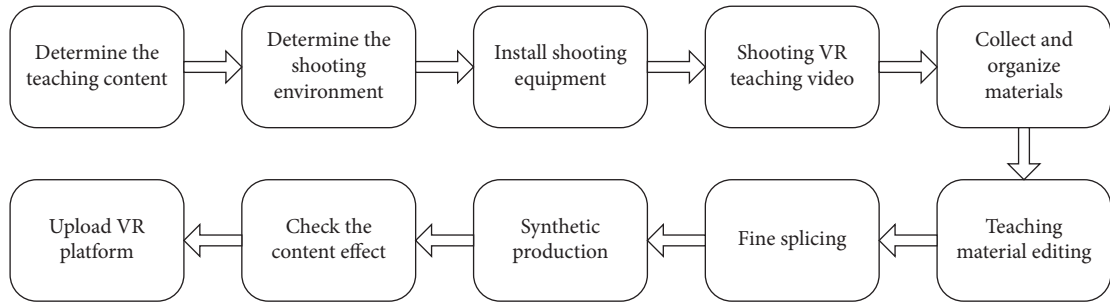 Determine the
teaching content
Determine the
shooting
environment
Install shooting
equipment
Shooting VR
teaching video
Collect and
organize
materials
Teaching
material editing
Fine splicing
Synthetic
production
Check the
content effect
Upload VR
platform